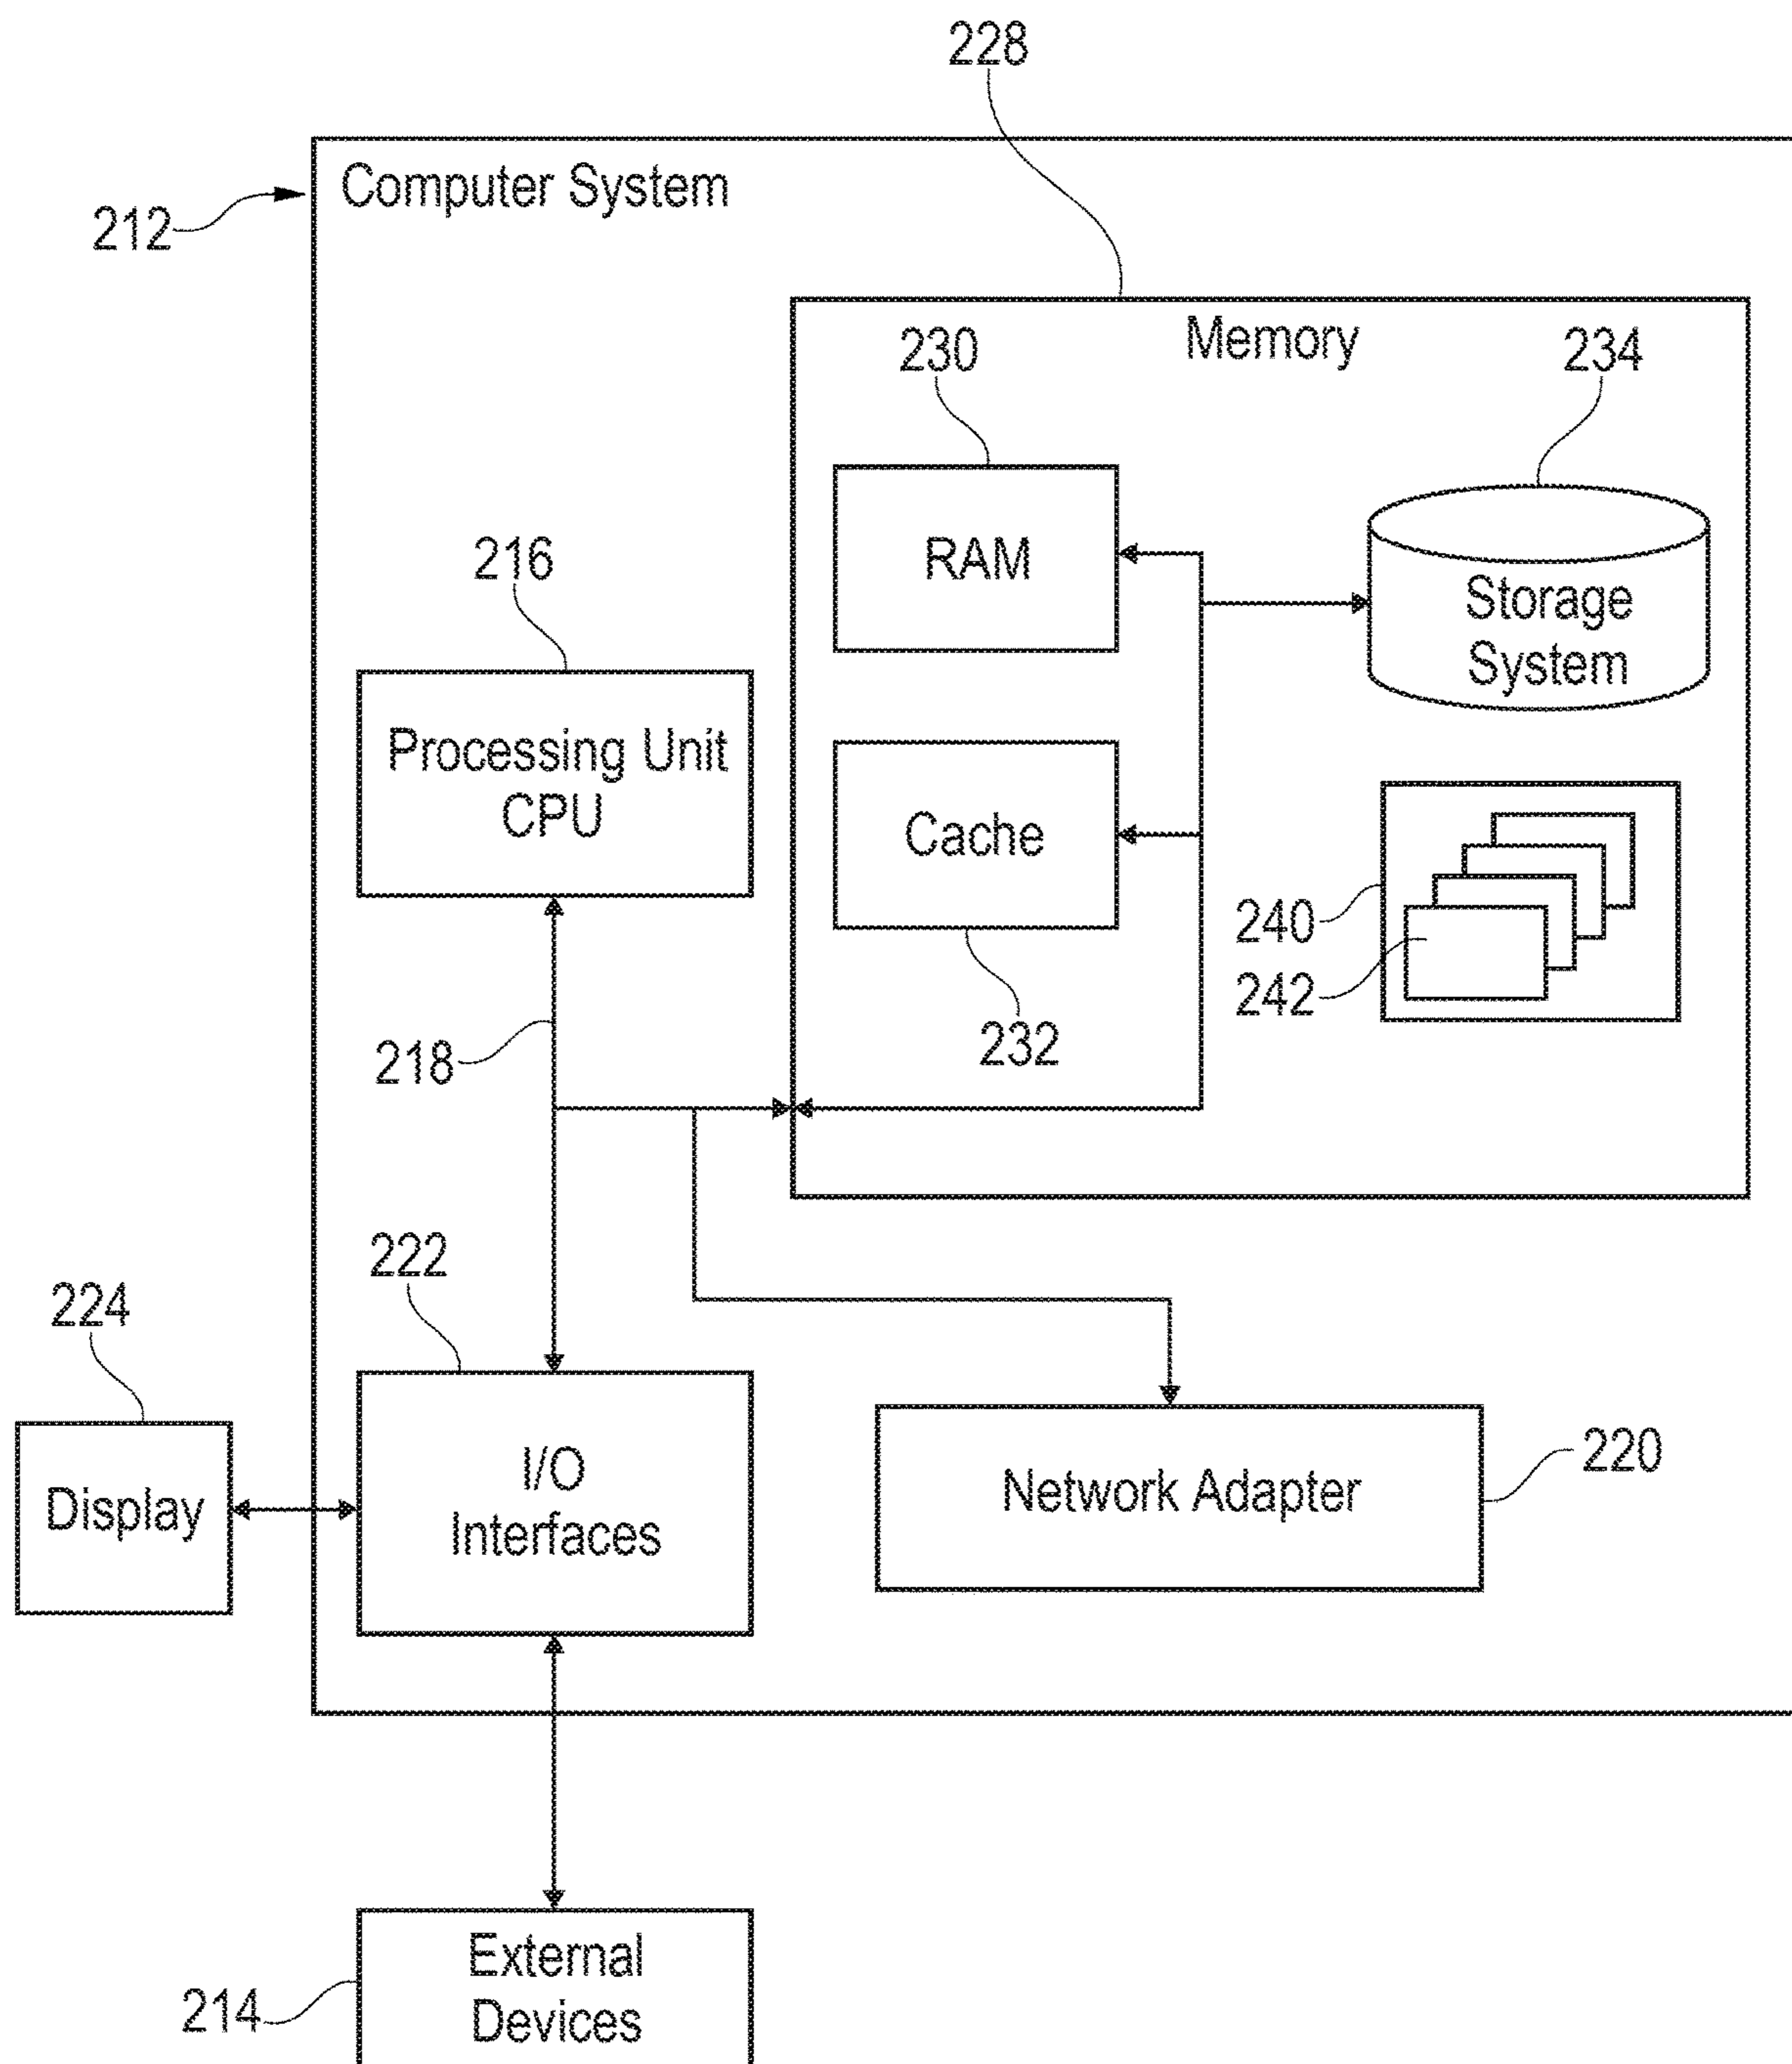 228
Computer System
212
Memory
230
234
RAM
216
Storage
System
Processing Unit
CPU
Cache
240
242
218
232
222
224
I/O
Interfaces
Display
Network Adapter
220
External
Devices
214